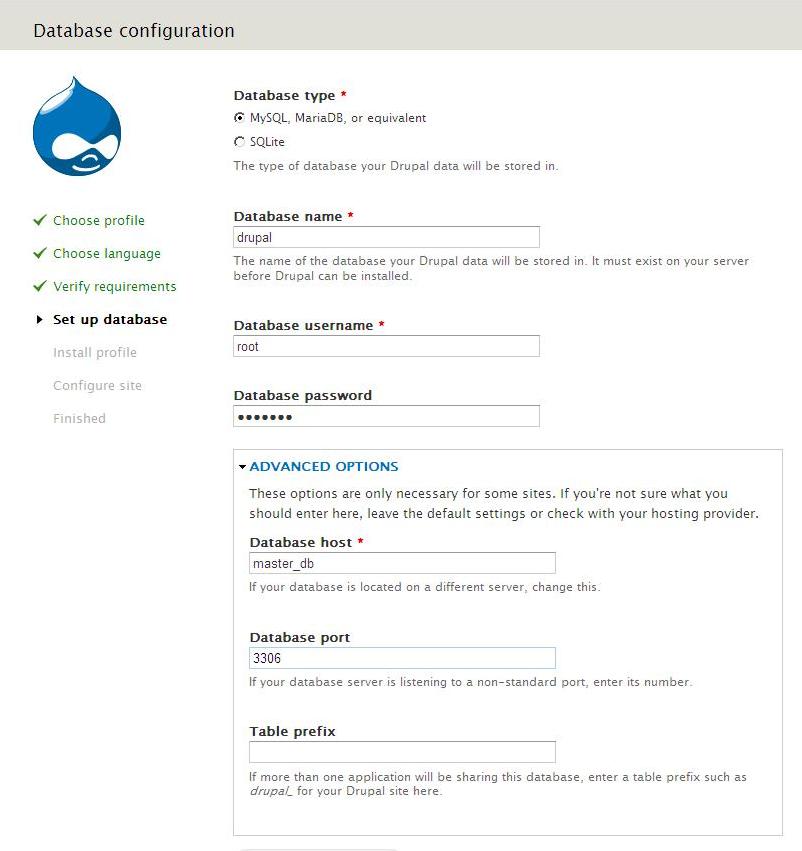 Database configuration
Choose profile
Choose language
Verify requirements
Set up database
Install profile
Configure site
Finished
Database type *
MySQL, MariaDB, or equivalent
SQLite
The type of database your Drupal data will be stored in.
Database name *
drupal
The name of the database your Drupal data will be stored in. It must exist on your server
before Drupal can be installed.
Database username *
root
Database password
•••••••
ADVANCED OPTIONS
These options are only necessary for some sites. If you're not sure what you
should enter here, leave the default settings or check with your hosting provider.
Database host *
master_db
If your database is located on a different server, change this.
Database port
3306
If your database server is listening to a non-standard port, enter its number.
Table prefix
If more than one application will be sharing this database, enter a table prefix such as
drupal_ for your Drupal site here.